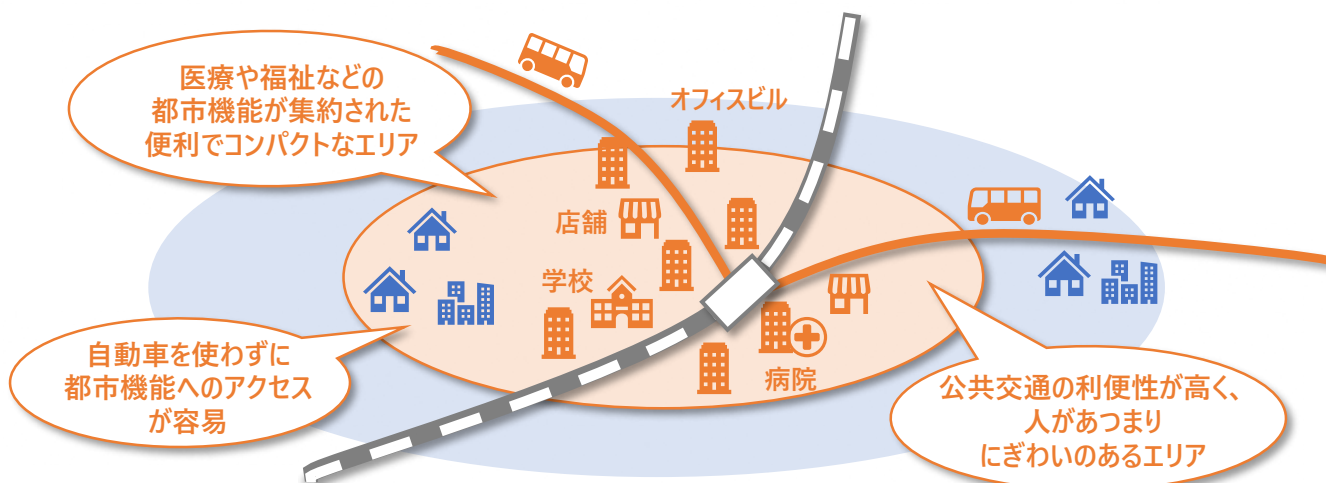 医療や福祉などの
都市機能が集約された
便利でコンパクトなエリア
オフィスビル
店舗
学校
病院
自動車を使わずに
都市機能へのアクセス
が容易
公共交通の利便性が高く、
人があつまり
にぎわいのあるエリア